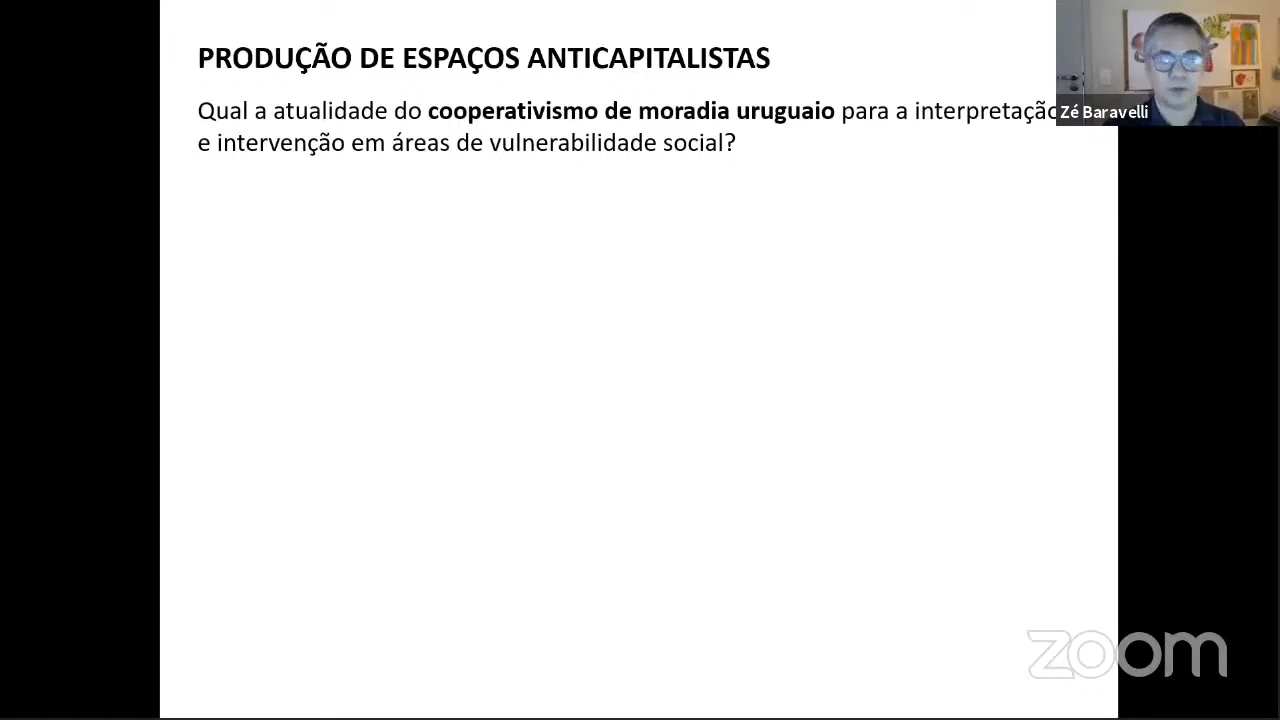 PRODUÇÃO DE ESPAÇOS ANTICAPITALISTAS
Qual a atualidade do cooperativismo de moradia uruguaio para a interpretação
e intervenção em áreas de vulnerabilidade social?
Zé Baravelli
zoom